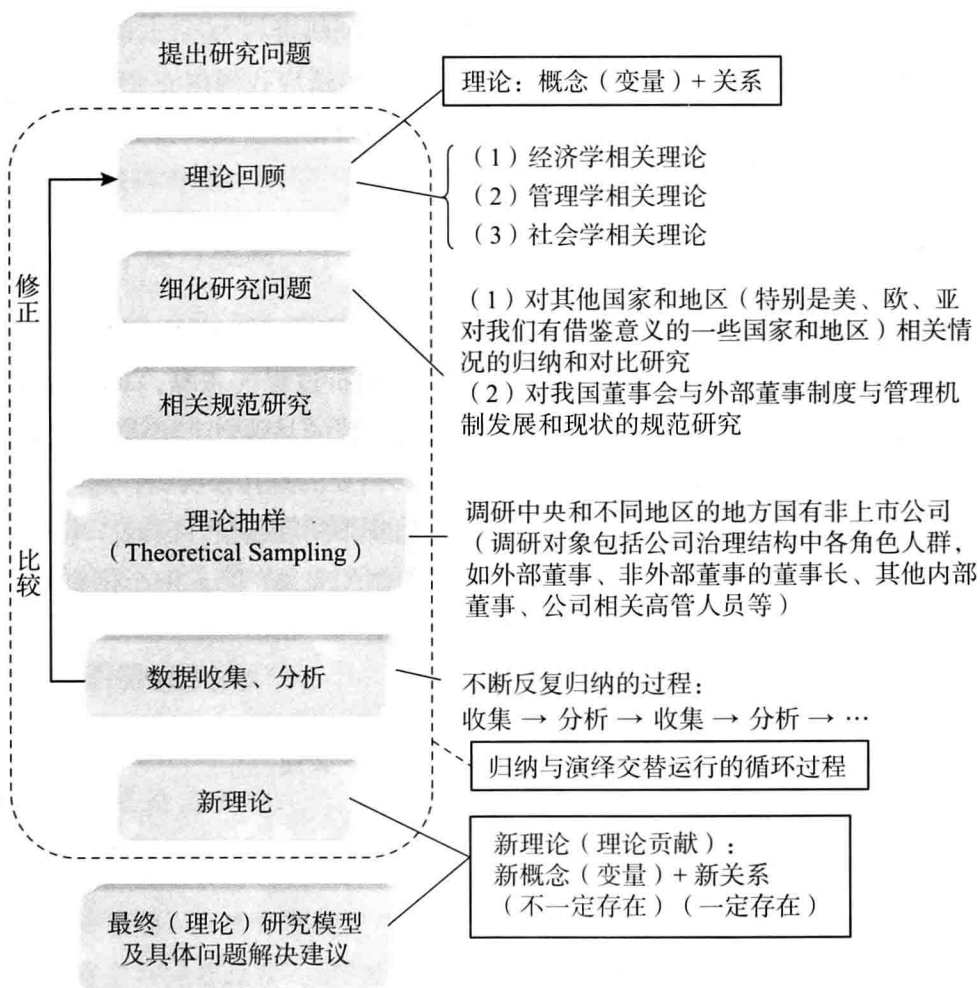 提出研究问题
理论：概念（变量）+ 关系
理论回顾
（1）经济学相关理论
（2）管理学相关理论
（3）社会学相关理论
修正
细化研究问题
（1）对其他国家和地区（特别是美、欧、亚
对我们有借鉴意义的一些国家和地区）相关情
况的归纳和对比研究
（2）对我国董事会与外部董事制度与管理机
制发展和现状的规范研究
相关规范研究
理论抽样
（Theoretical Sampling）
调研中央和不同地区的地方国有非上市公司
（调研对象包括公司治理结构中各角色人群，
如外部董事、非外部董事的董事长、其他内部
董事、公司相关高管人员等）
比较
数据收集、分析
不断反复归纳的过程：
收集 → 分析 → 收集 → 分析 → …
归纳与演绎交替运行的循环过程
新理论
新理论（理论贡献）：
新概念（变量）+ 新关系
（不一定存在）（一定存在）
最终（理论）研究模型
及具体问题解决建议